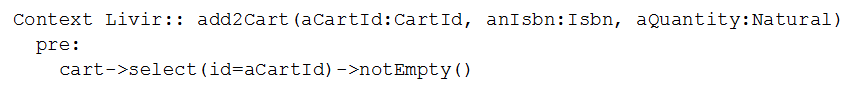 Context Livir:: add2Cart(aCartId:CartId, anIsbn:Isbn, aQuantity:Natural)
  pre:
    cart->select(id=aCartId)->notEmpty()